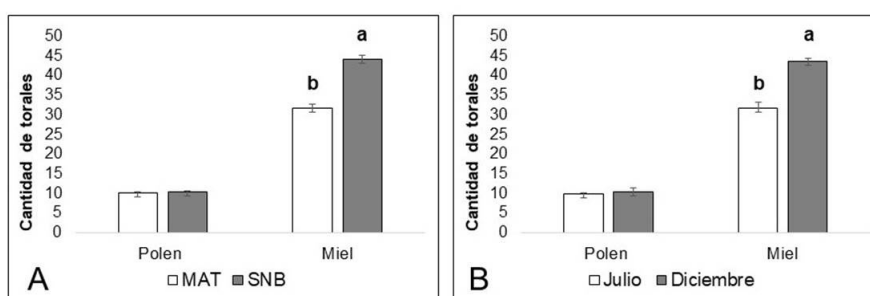 Cantidad de torales
50
45
40
35
30
25
20
15
10
5
0
b
a
Polen
Miel
A
MAT
SNB
Cantidad de torales
50
45
40
35
30
25
20
15
10
5
0
b
a
Polen
Miel
B
Julio
Diciembre